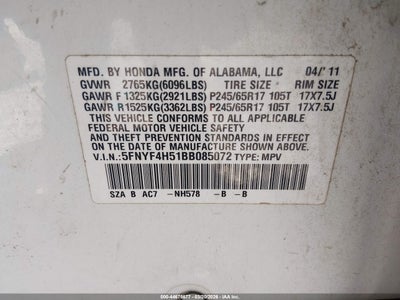 MFD. BY HONDA MFG. OF ALABAMA, LLC 04/'11
GVWR 2765KG(6096LBS) TIRE SIZE RIM SIZE
GAWR F 1325KG(2921LBS) P245/65R17 105T 17X7.5J
GAWR R 1525KG(3362LBS) P245/65R17 105T 17X7.5J
THIS VEHICLE CONFORMS TO ALL APPLICABLE
FEDERAL MOTOR VEHICLE SAFETY
AND THEFT PREVENTION STANDARDS IN EFFECT
ON THE DATE OF MANUFACTURE SHOWN ABOVE.
V.I.N.:5FNYF4H51BB085072 TYPE: MPV
SZA B AC7 -NH578 -B -B